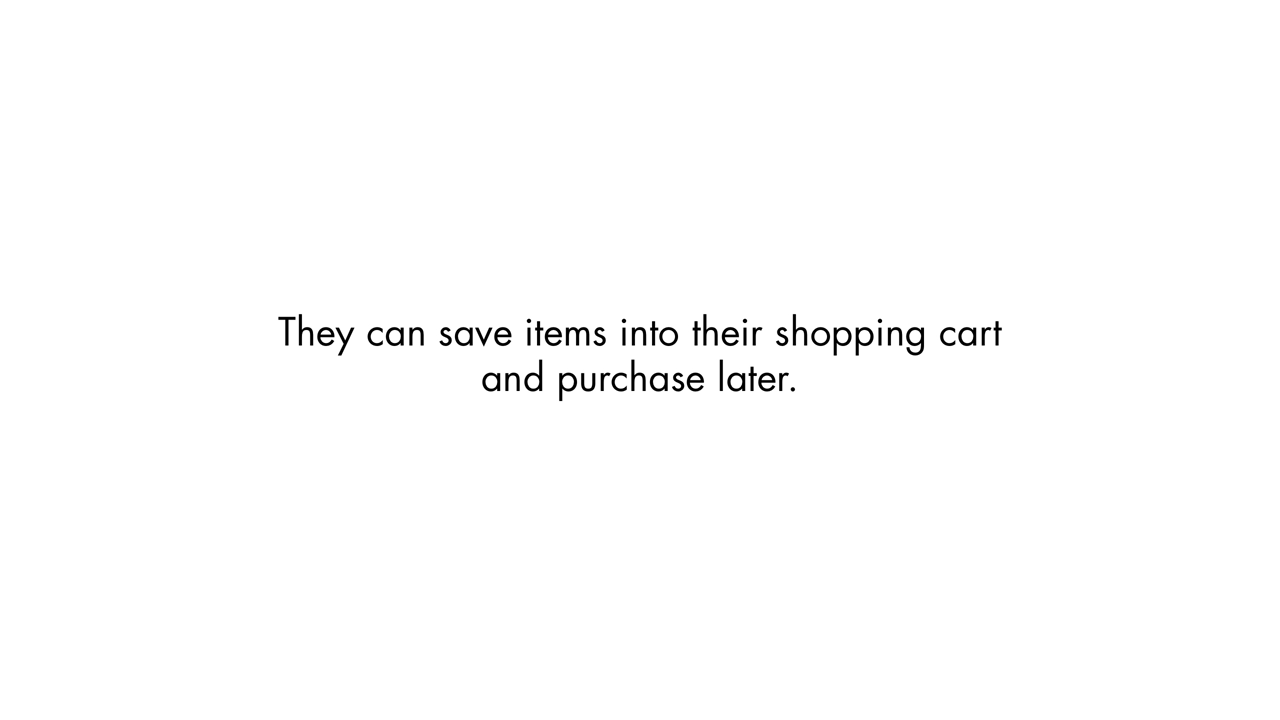 They can save items into their shopping cart
and purchase later.